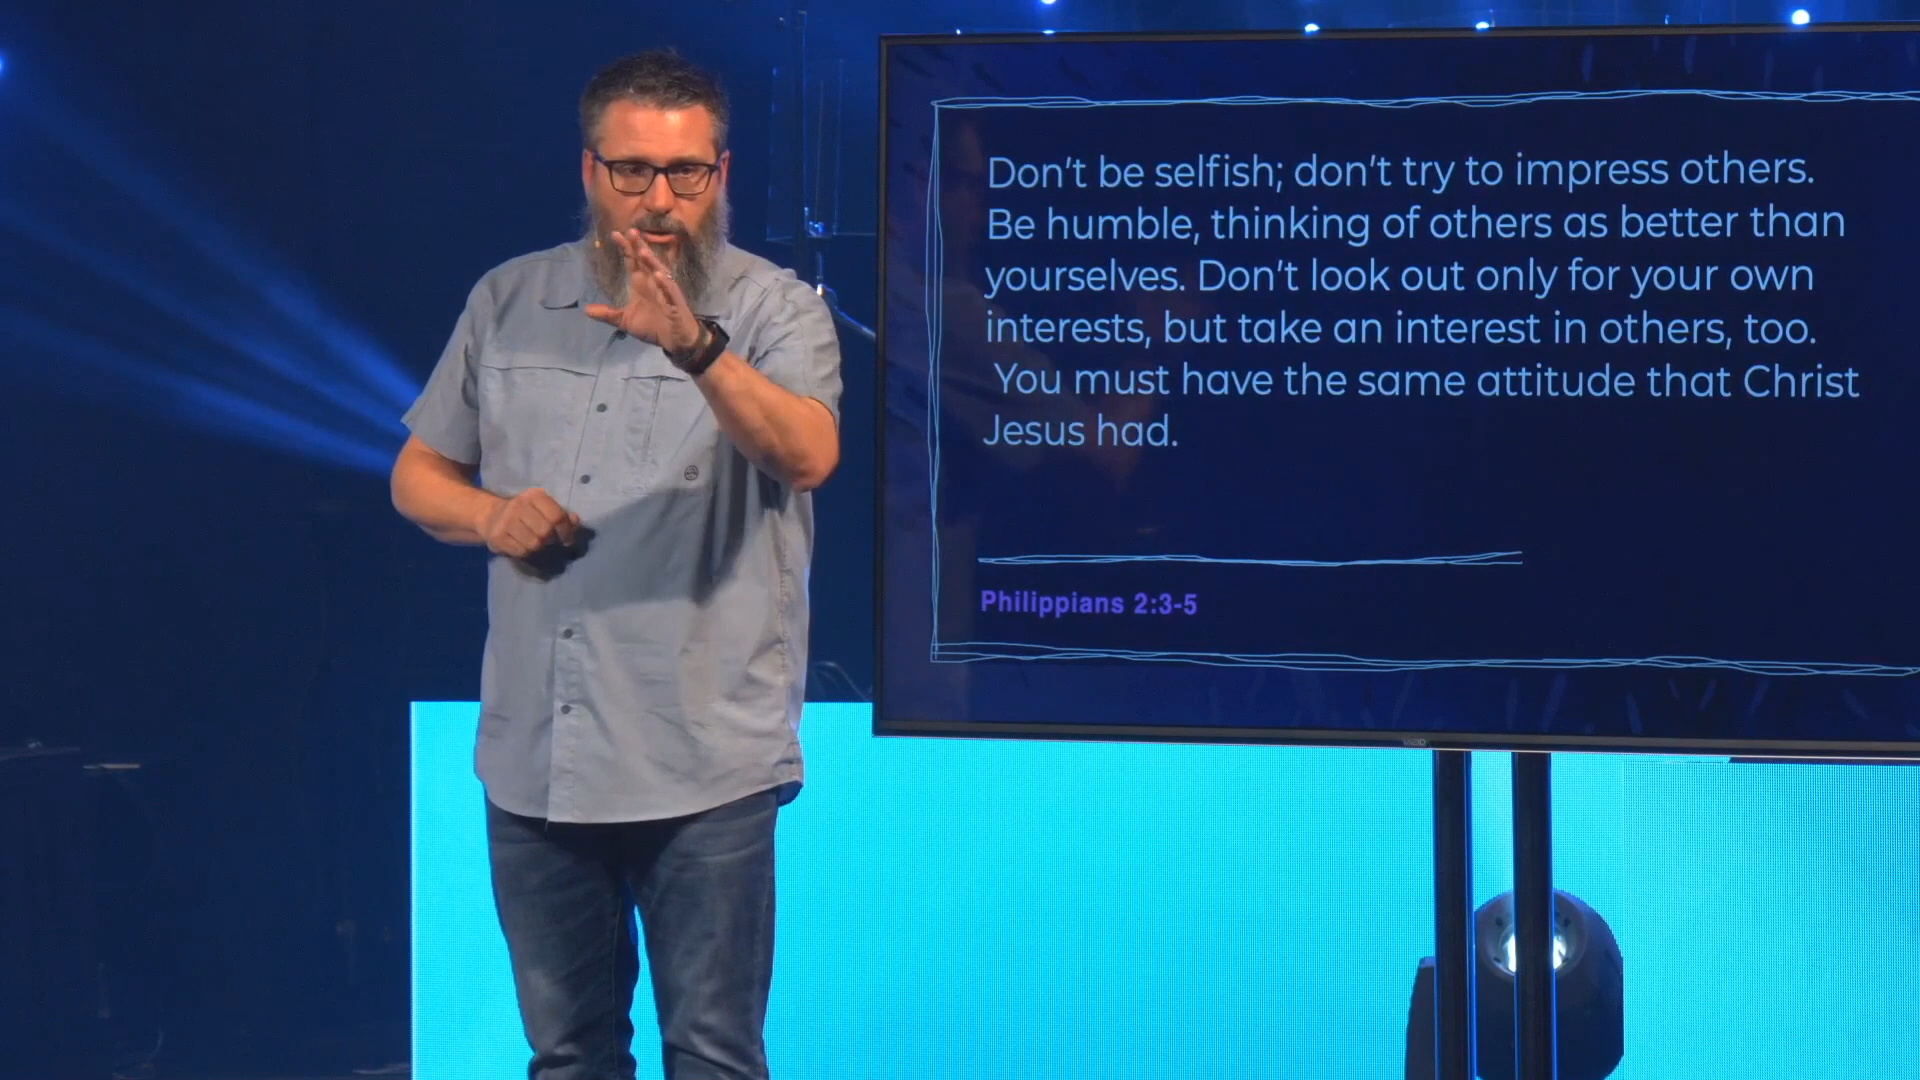 Don't be selfish; don't try to impress others.
Be humble, thinking of others as better than
yourselves. Don't look out only for your own
interests, but take an interest in others, too.
You must have the same attitude that Christ
Jesus had.
Philippians 2:3-5
VIZIO